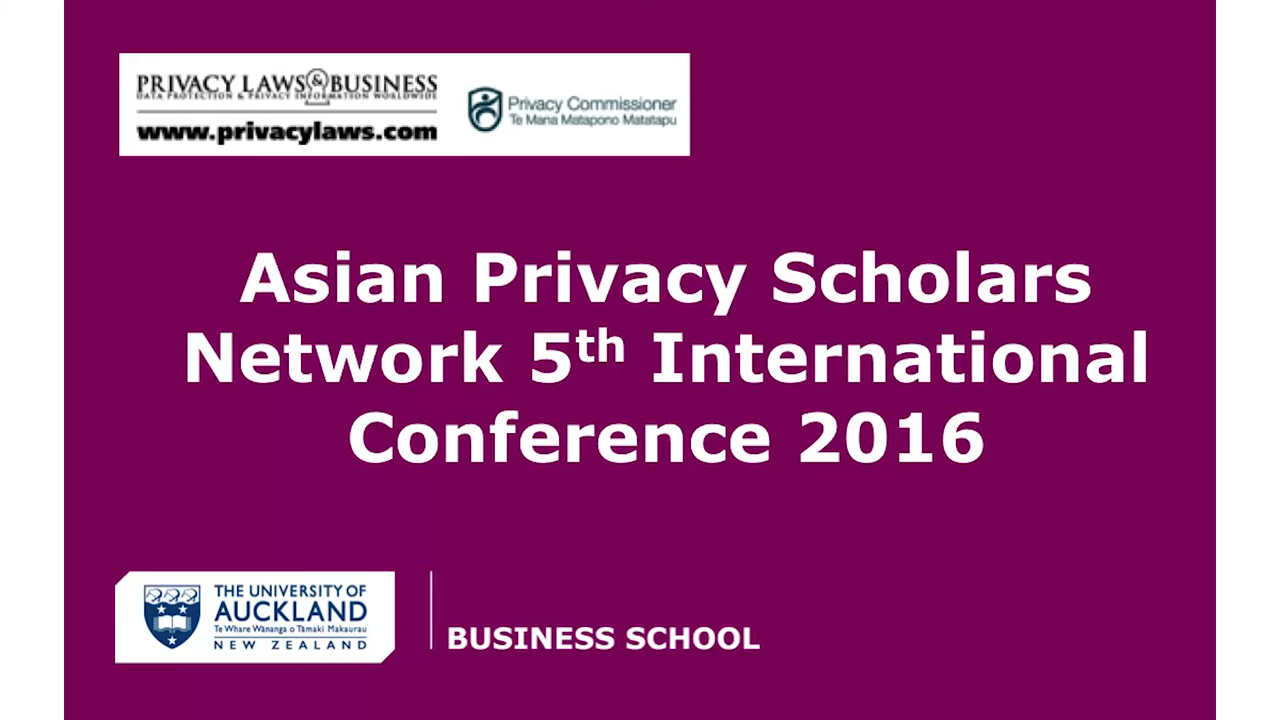 PRIVACY LAWS & BUSINESS
DATA PROTECTION & PRIVACY INFORMATION WORLDWIDE
www.privacylaws.com
Privacy Commissioner
Te Mana Matapono Matatapu
Asian Privacy Scholars
Network 5th International
Conference 2016
THE UNIVERSITY OF
AUCKLAND
Te Whare Wānanga o Tāmaki Makaurau
NEW ZEALAND
BUSINESS SCHOOL